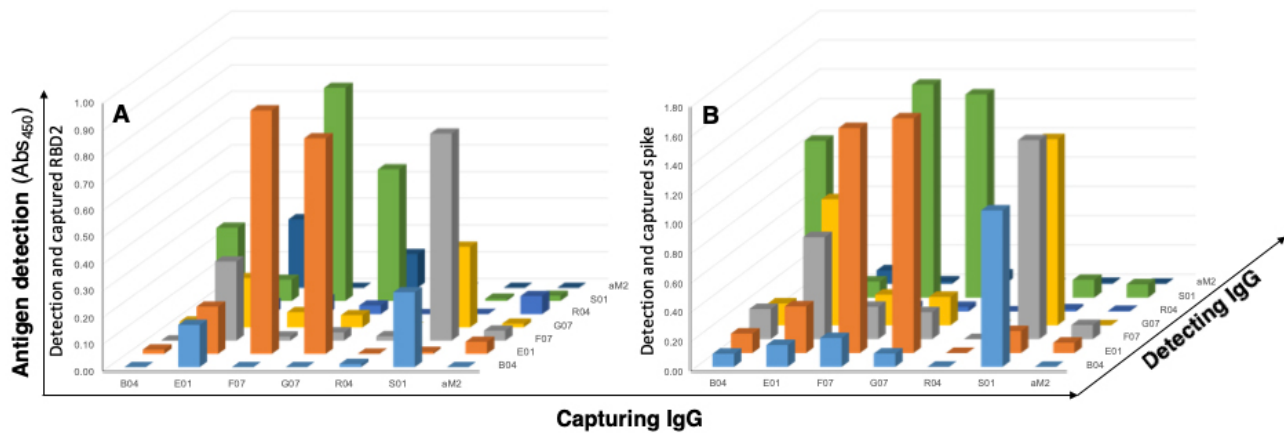 Antigen detection (Abs450)
Detection and captured RBD2
A
1.00
0.90
0.80
0.70
0.60
0.50
0.40
0.30
0.20
0.10
0.00
B04 E01 F07 G07 R04 S01 aM2
aM2
S01
R04
G07
F07
E01
B04
Detection and captured spike
B
1.80
1.60
1.40
1.20
1.00
0.80
0.60
0.40
0.20
0.00
B04 E01 F07 G07 R04 S01 aM2
aM2
S01
R04
G07
F07
E01
B04
Detecting IgG
Capturing IgG